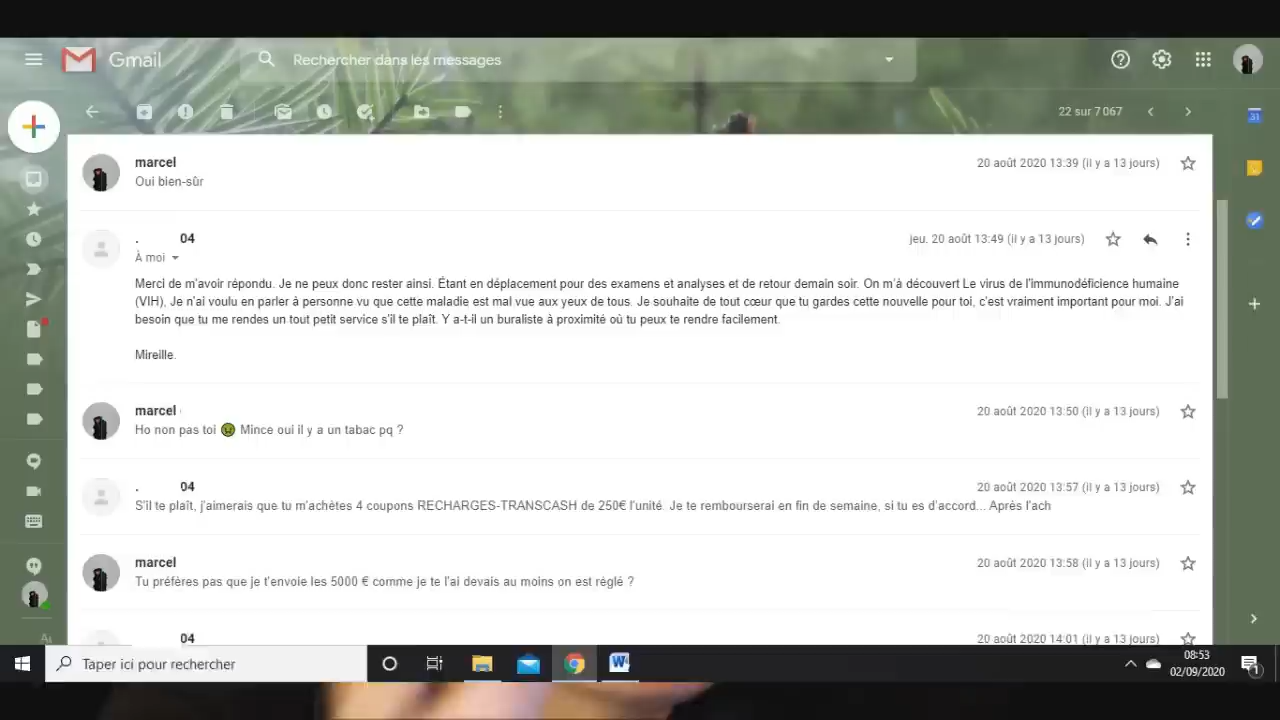 Gmail
Rechercher dans les messages
22 sur 7 067
31
marcel
20 août 2020 13:39 (il y a 13 jours)
Oui bien-sûr
. 04
jeu. 20 août 13:49 (il y a 13 jours)
À moi
Merci de m'avoir répondu. Je ne peux donc rester ainsi. Étant en déplacement pour des examens et analyses et de retour demain soir. On m'à découvert Le virus de l'immunodéficience humaine
(VIH), Je n'ai voulu en parler à personne vu que cette maladie est mal vue aux yeux de tous. Je souhaite de tout cœur que tu gardes cette nouvelle pour toi, c'est vraiment important pour moi. J'ai
besoin que tu me rendes un tout petit service s'il te plaît. Y a-t-il un buraliste à proximité où tu peux te rendre facilement.
Mireille.
marcel
20 août 2020 13:50 (il y a 13 jours)
Ho non pas toi 🤢 Mince oui il y a un tabac pq ?
. 04
20 août 2020 13:57 (il y a 13 jours)
S'il te plaît, j'aimerais que tu m'achètes 4 coupons RECHARGES-TRANSCASH de 250€ l'unité. Je te rembourserai en fin de semaine, si tu es d'accord... Après l'ach
marcel
20 août 2020 13:58 (il y a 13 jours)
Tu préfères pas que je t'envoie les 5000 € comme je te l'ai devais au moins on est réglé ?
04
20 août 2020 14:01 (il y a 13 jours)
Taper ici pour rechercher
W
08:53
02/09/2020
1